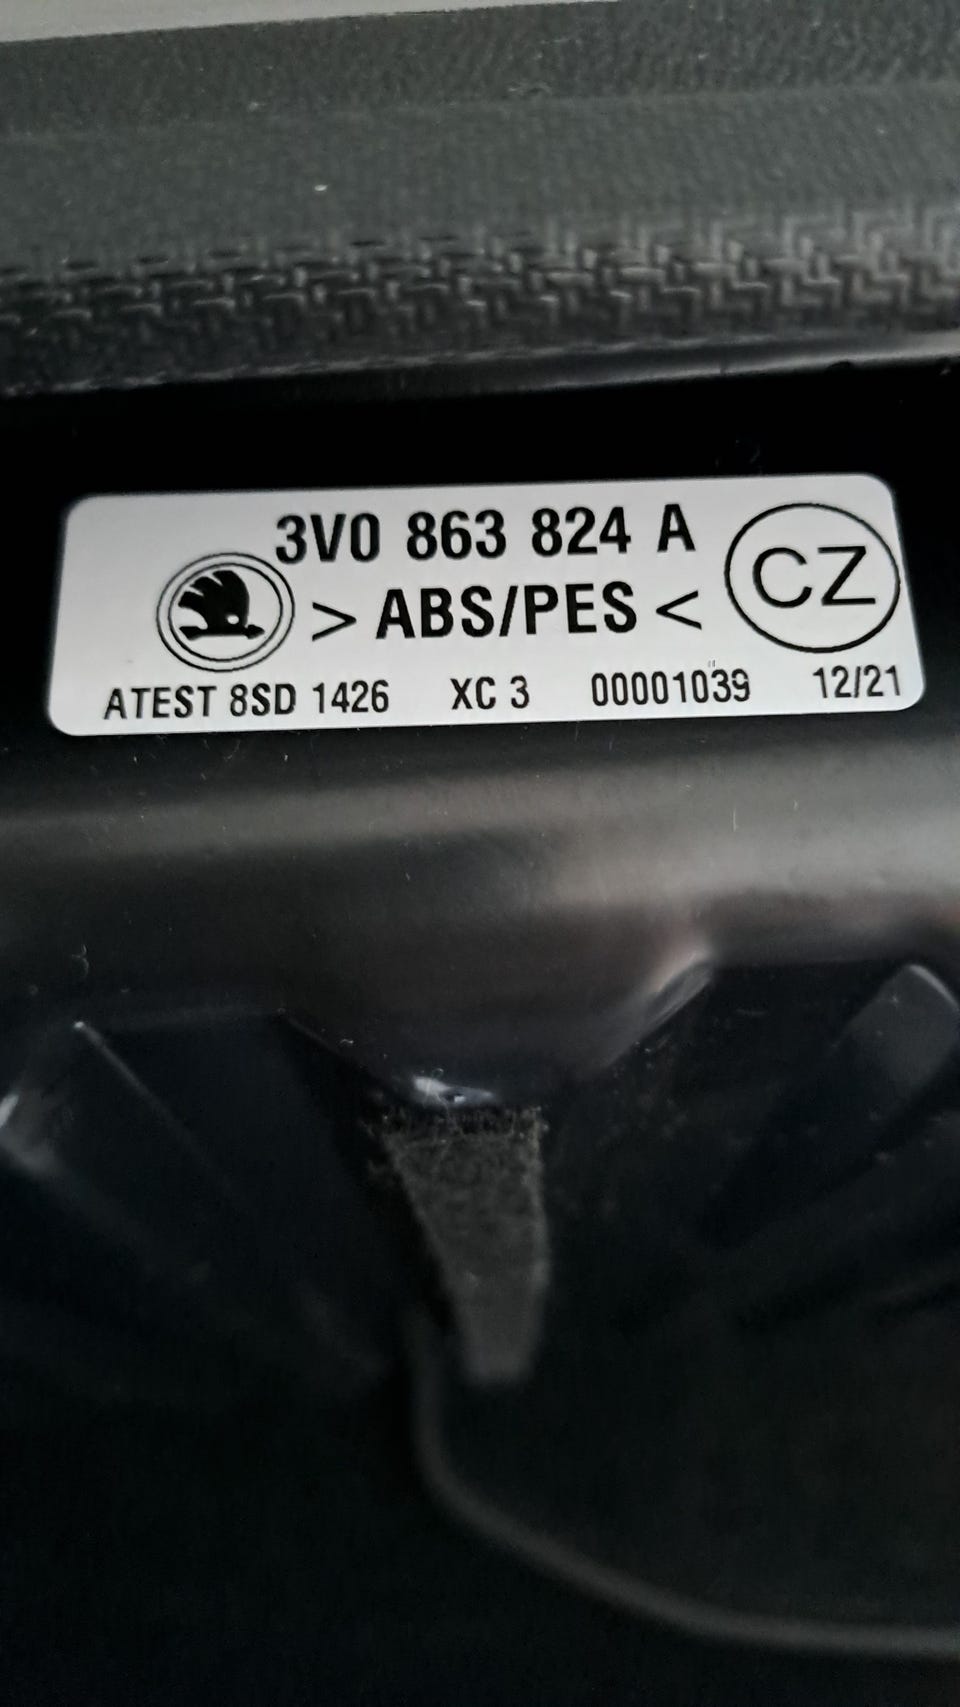 3V0 863 824 A
>ABS/PES<
CZ
ATEST 8SD 1426 XC 3 00001039 12/21